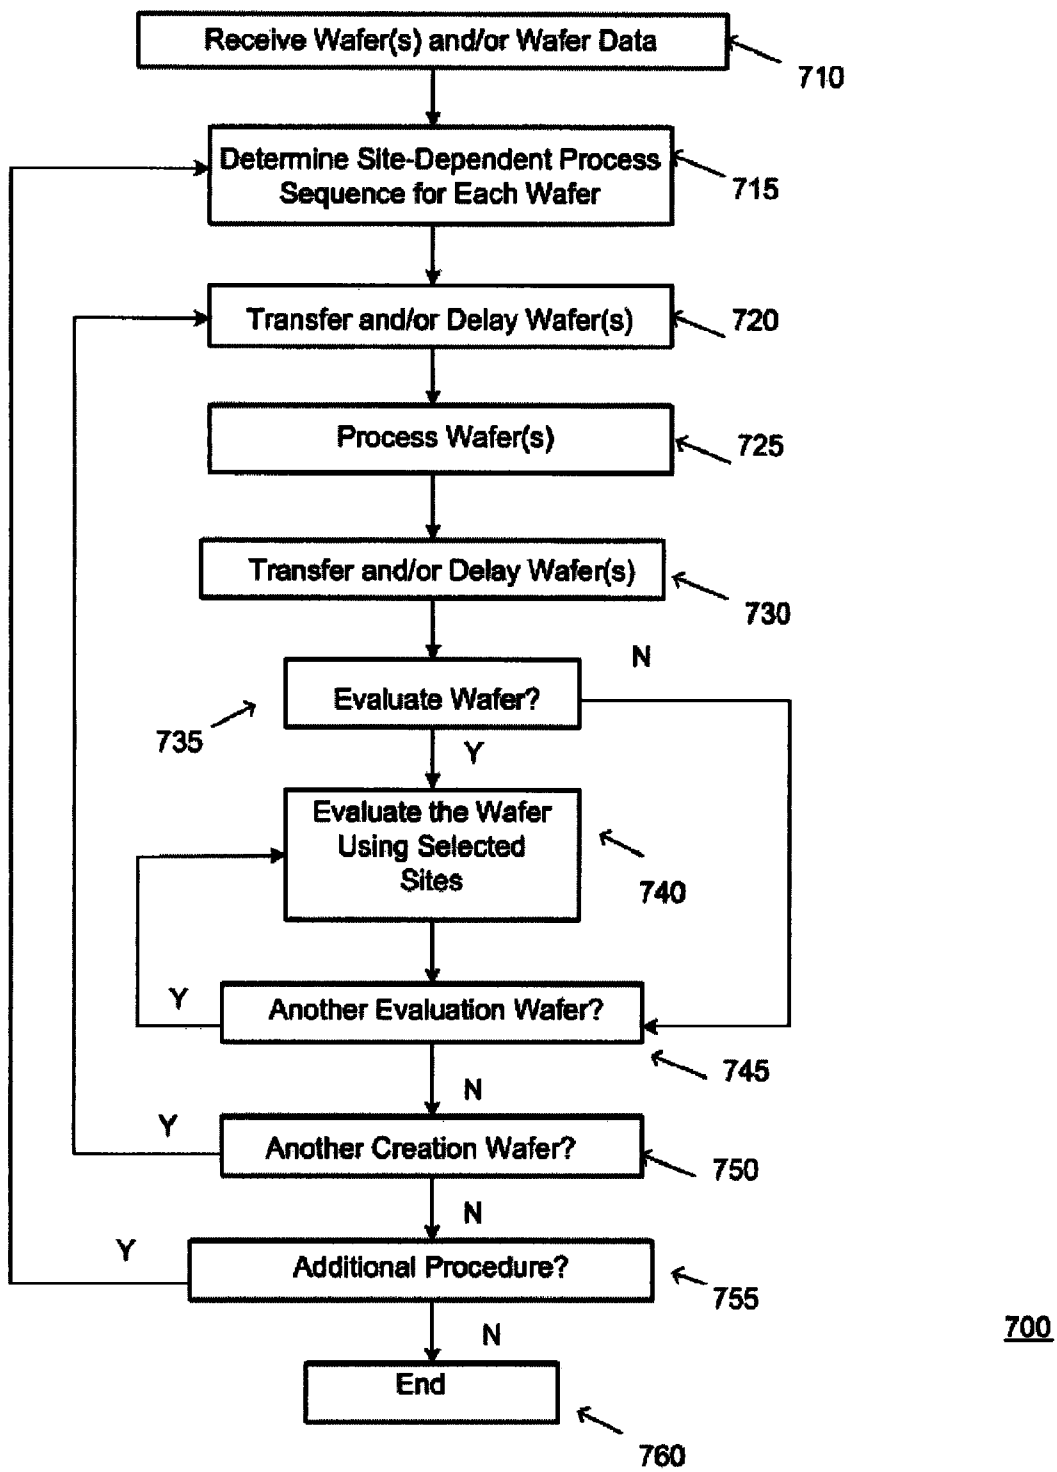 Receive Wafer(s) and/or Wafer Data
710
Determine Site-Dependent Process
Sequence for Each Wafer
715
Transfer and/or Delay Wafer(s)
720
Process Wafer(s)
725
Transfer and/or Delay Wafer(s)
730
N
Evaluate Wafer?
735
Y
Evaluate the Wafer
Using Selected
Sites
740
Y
Another Evaluation Wafer?
745
N
Y
Another Creation Wafer?
750
N
Y
Additional Procedure?
755
N
700
End
760